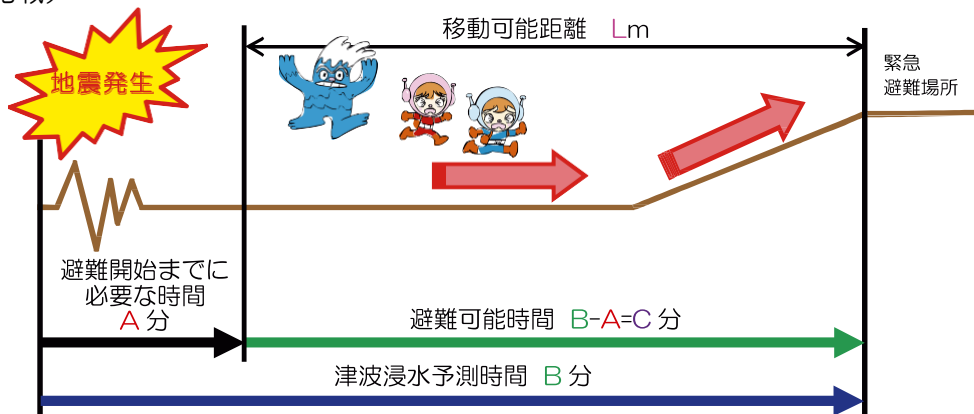 移動可能距離 Lm
地震発生
緊急
避難場所
避難開始までに
必要な時間
A 分
避難可能時間 B-A=C 分
津波浸水予測時間 B 分